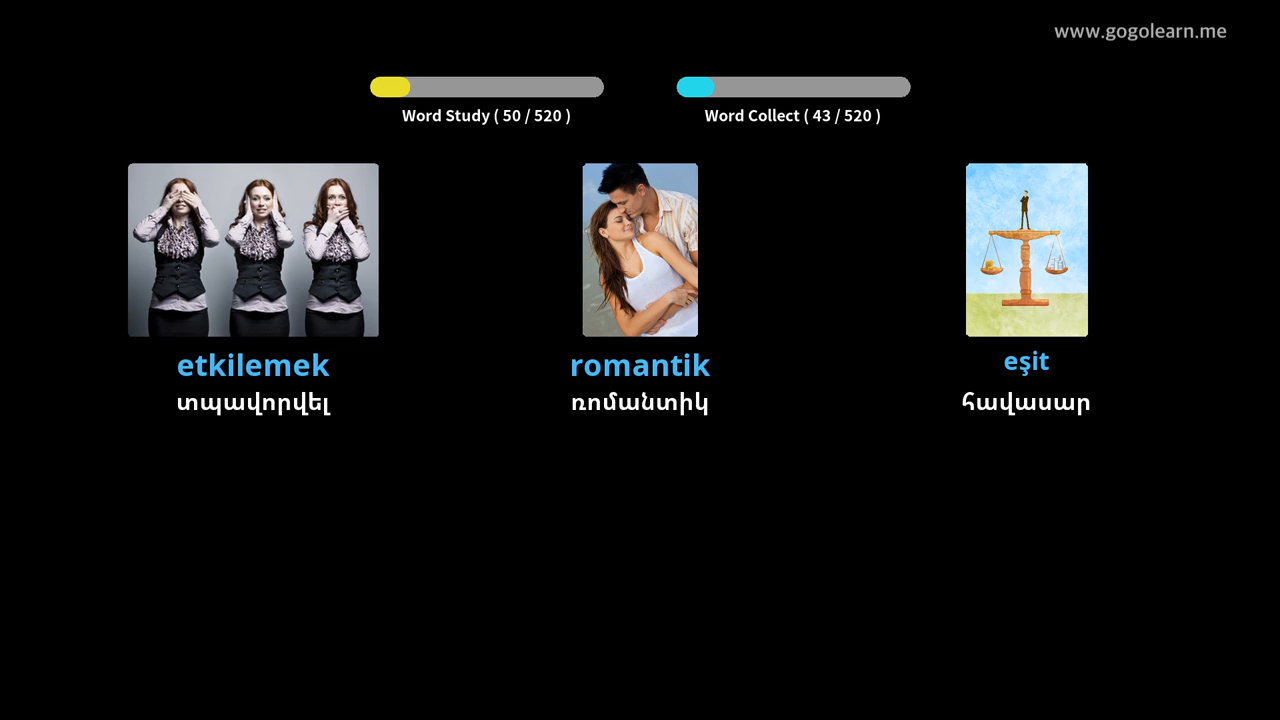 www.gogolearn.me
Word Study ( 50 / 520 )
Word Collect ( 43 / 520 )
etkilemek
romantik
eşit
տպավորվել
ռոմանտիկ
հավասար